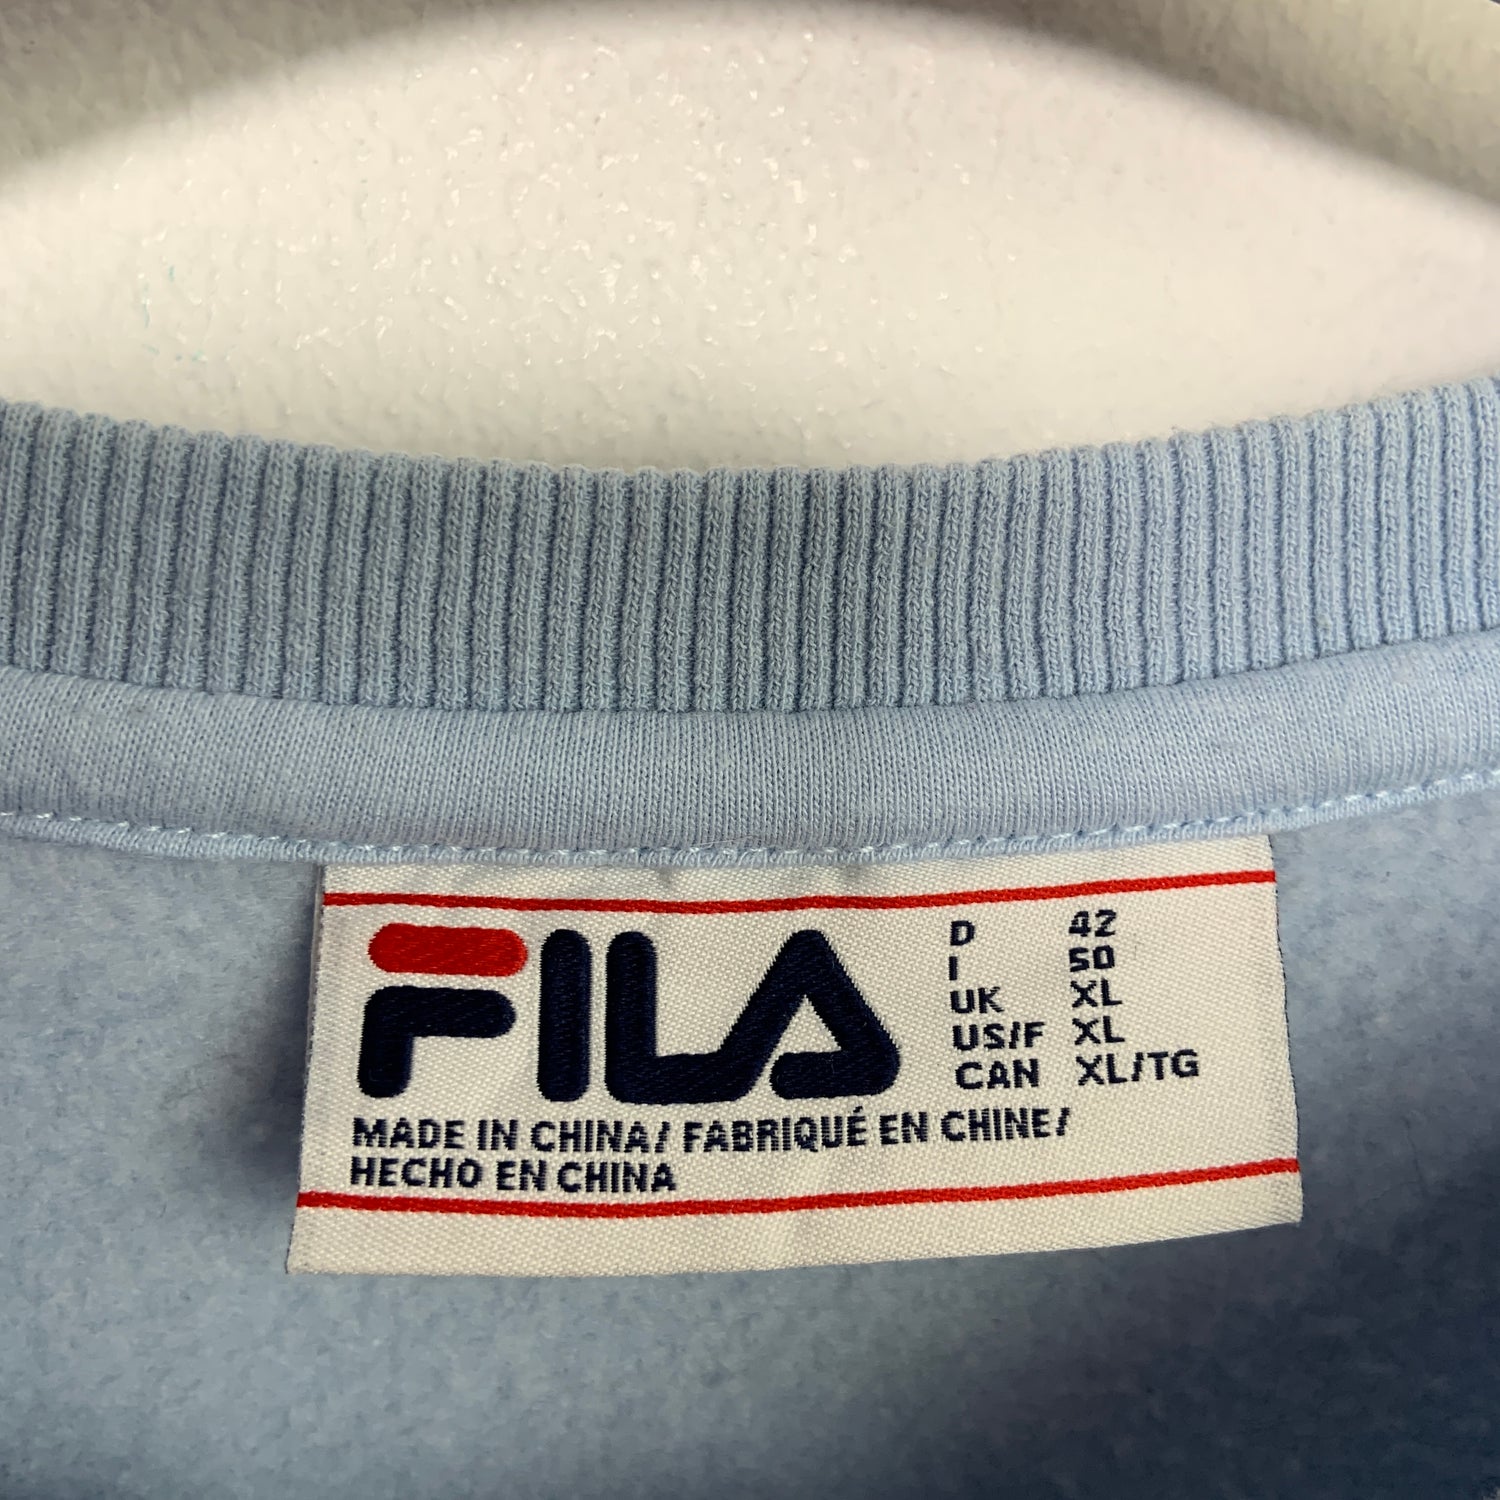 FILA
D 42
I 50
UK XL
US/F XL
CAN XL/TG
MADE IN CHINA/ FABRIQUÉ EN CHINE/
HECHO EN CHINA